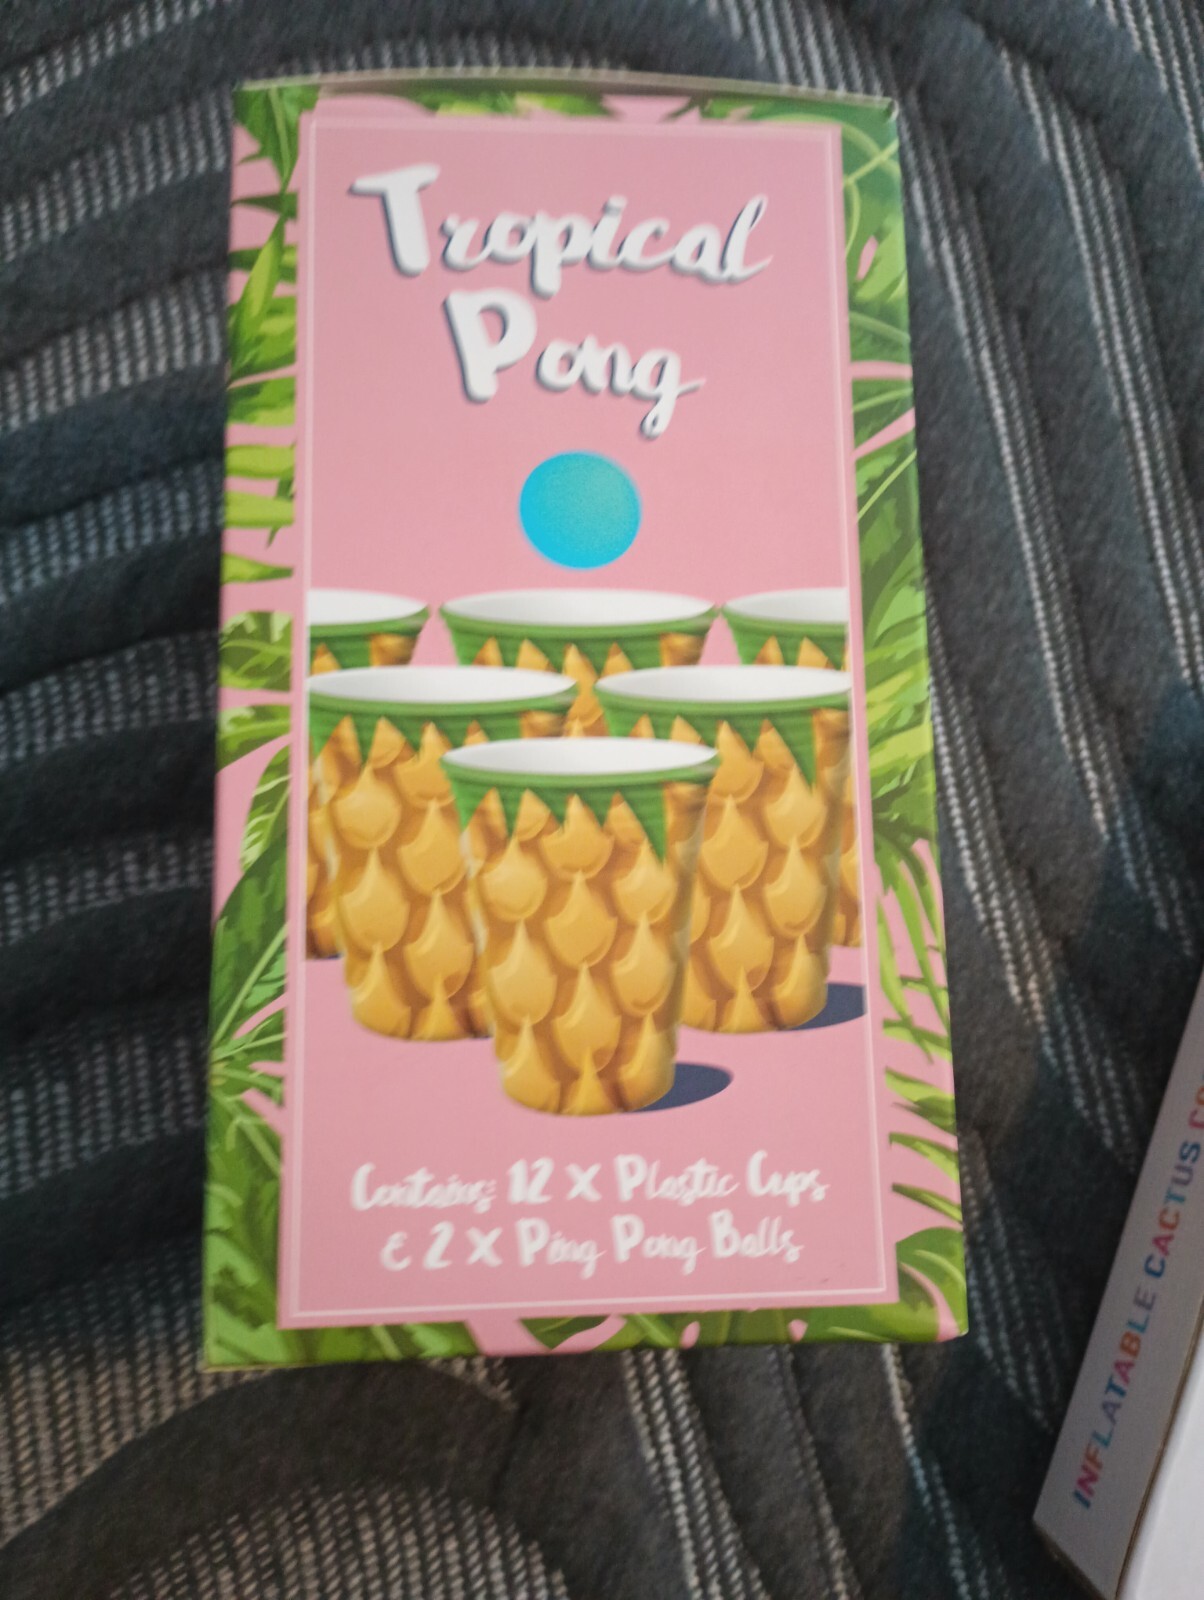 Tropical
Pong
Contains: 12 X Plastic Cups
& 2 X Ping Pong Balls
INFLATABLE CACTUS